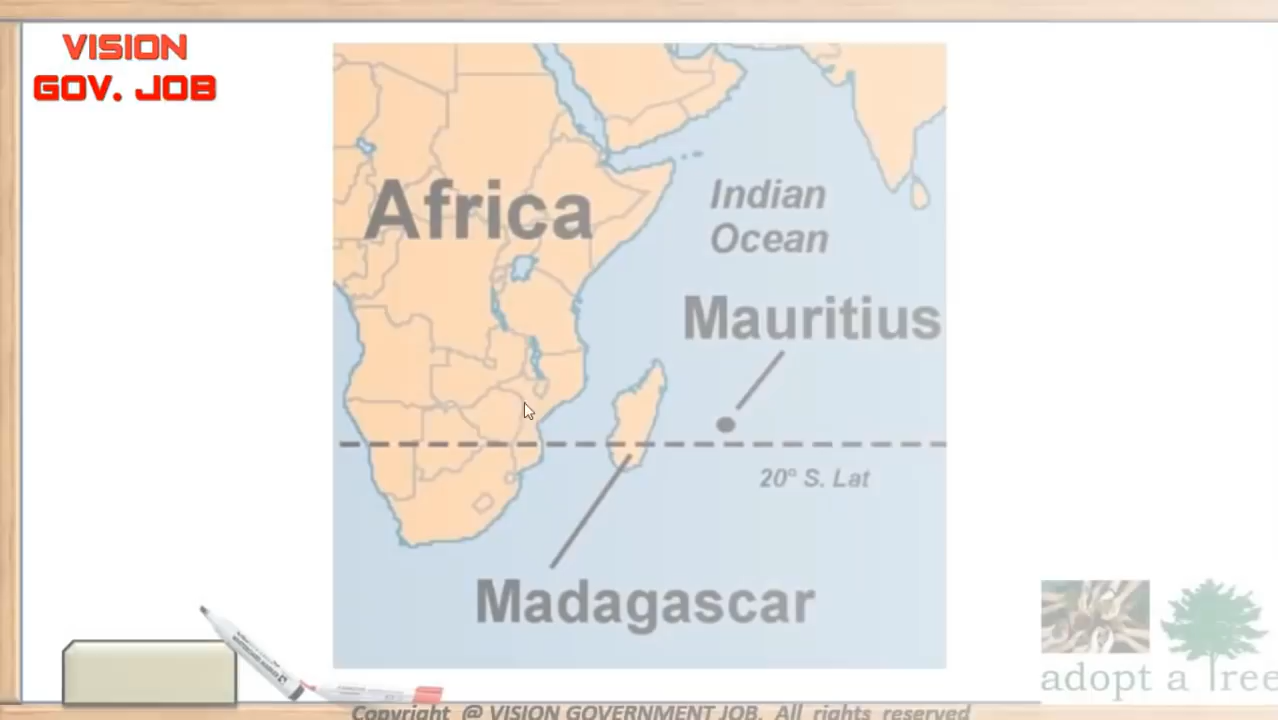 VISION
GOV. JOB
Africa
Indian
Ocean
Mauritius
20° S. Lat
Madagascar
adopt a Tree
Copyright @ VISION GOVERNMENT JOB. All rights reserved